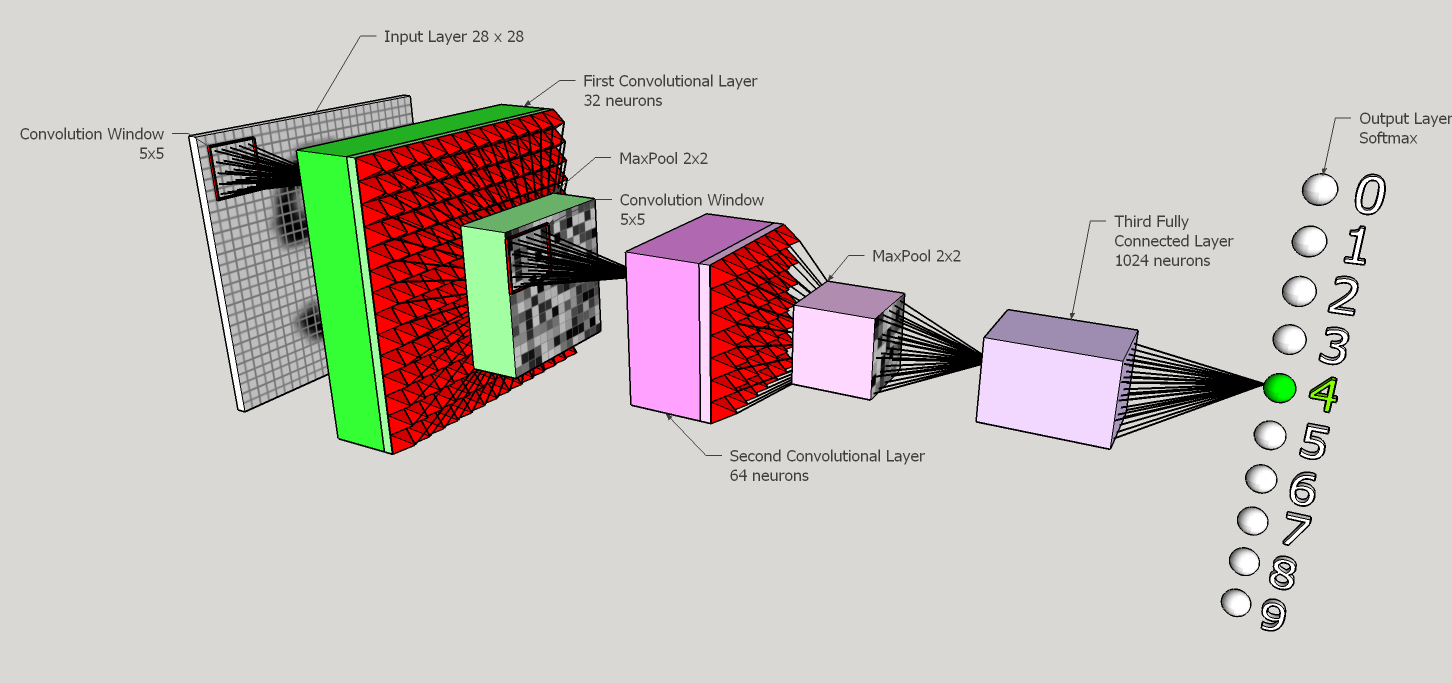 Input Layer 28 x 28
First Convolutional Layer
32 neurons
Convolution Window
5x5
MaxPool 2x2
Convolution Window
5x5
MaxPool 2x2
Second Convolutional Layer
64 neurons
Third Fully
Connected Layer
1024 neurons
Output Layer
Softmax
0
1
2
3
4
5
6
7
8
9